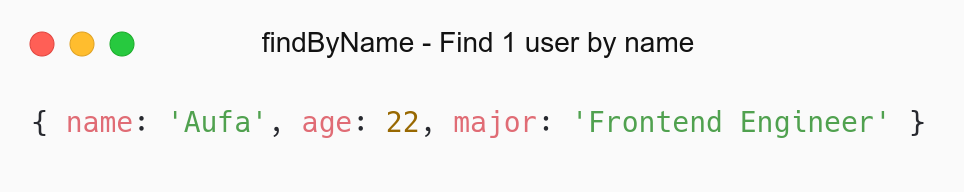 findByName - Find 1 user by name
{ name: 'Aufa', age: 22, major: 'Frontend Engineer' }